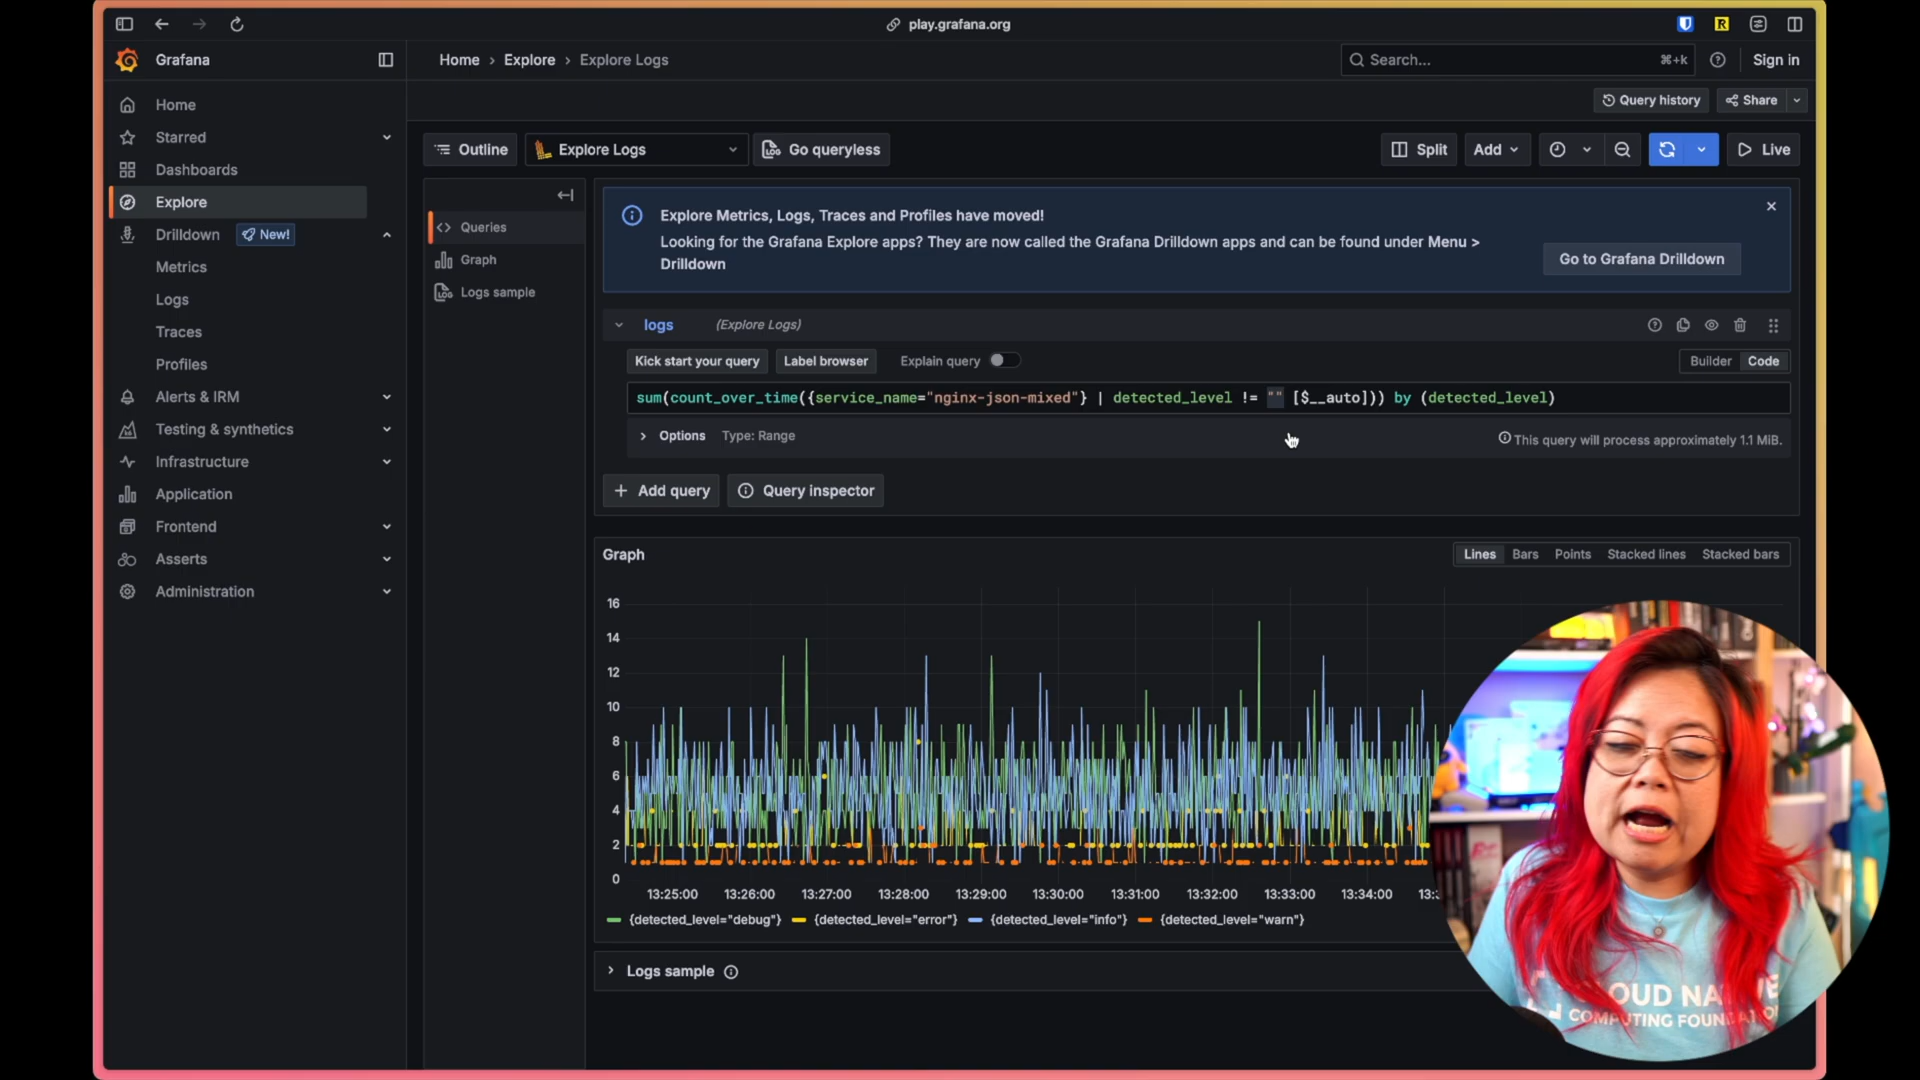 play.grafana.org
Grafana
Home › Explore › Explore Logs
Search...
⌘+k
Sign in
Query history
Share
Home
Starred
Dashboards
Explore
Drilldown
New!
Metrics
Logs
Traces
Profiles
Alerts & IRM
Testing & synthetics
Infrastructure
Application
Frontend
Asserts
Administration
Outline
Explore Logs
Go queryless
Split
Add
Live
Queries
Graph
Logs sample
Explore Metrics, Logs, Traces and Profiles have moved!
Looking for the Grafana Explore apps? They are now called the Grafana Drilldown apps and can be found under Menu >
Drilldown
Go to Grafana Drilldown
logs
(Explore Logs)
Kick start your query
Label browser
Explain query
Builder
Code
sum(count_over_time({service_name="nginx-json-mixed"} | detected_level != "" [$__auto])) by (detected_level)
Options
Type: Range
This query will process approximately 1.1 MiB.
+ Add query
Query inspector
Graph
Lines
Bars
Points
Stacked lines
Stacked bars
16
14
12
10
8
6
4
2
0
13:25:00
13:26:00
13:27:00
13:28:00
13:29:00
13:30:00
13:31:00
13:32:00
13:33:00
13:34:00
{detected_level="debug"}
{detected_level="error"}
{detected_level="info"}
{detected_level="warn"}
Logs sample
COMPUTING